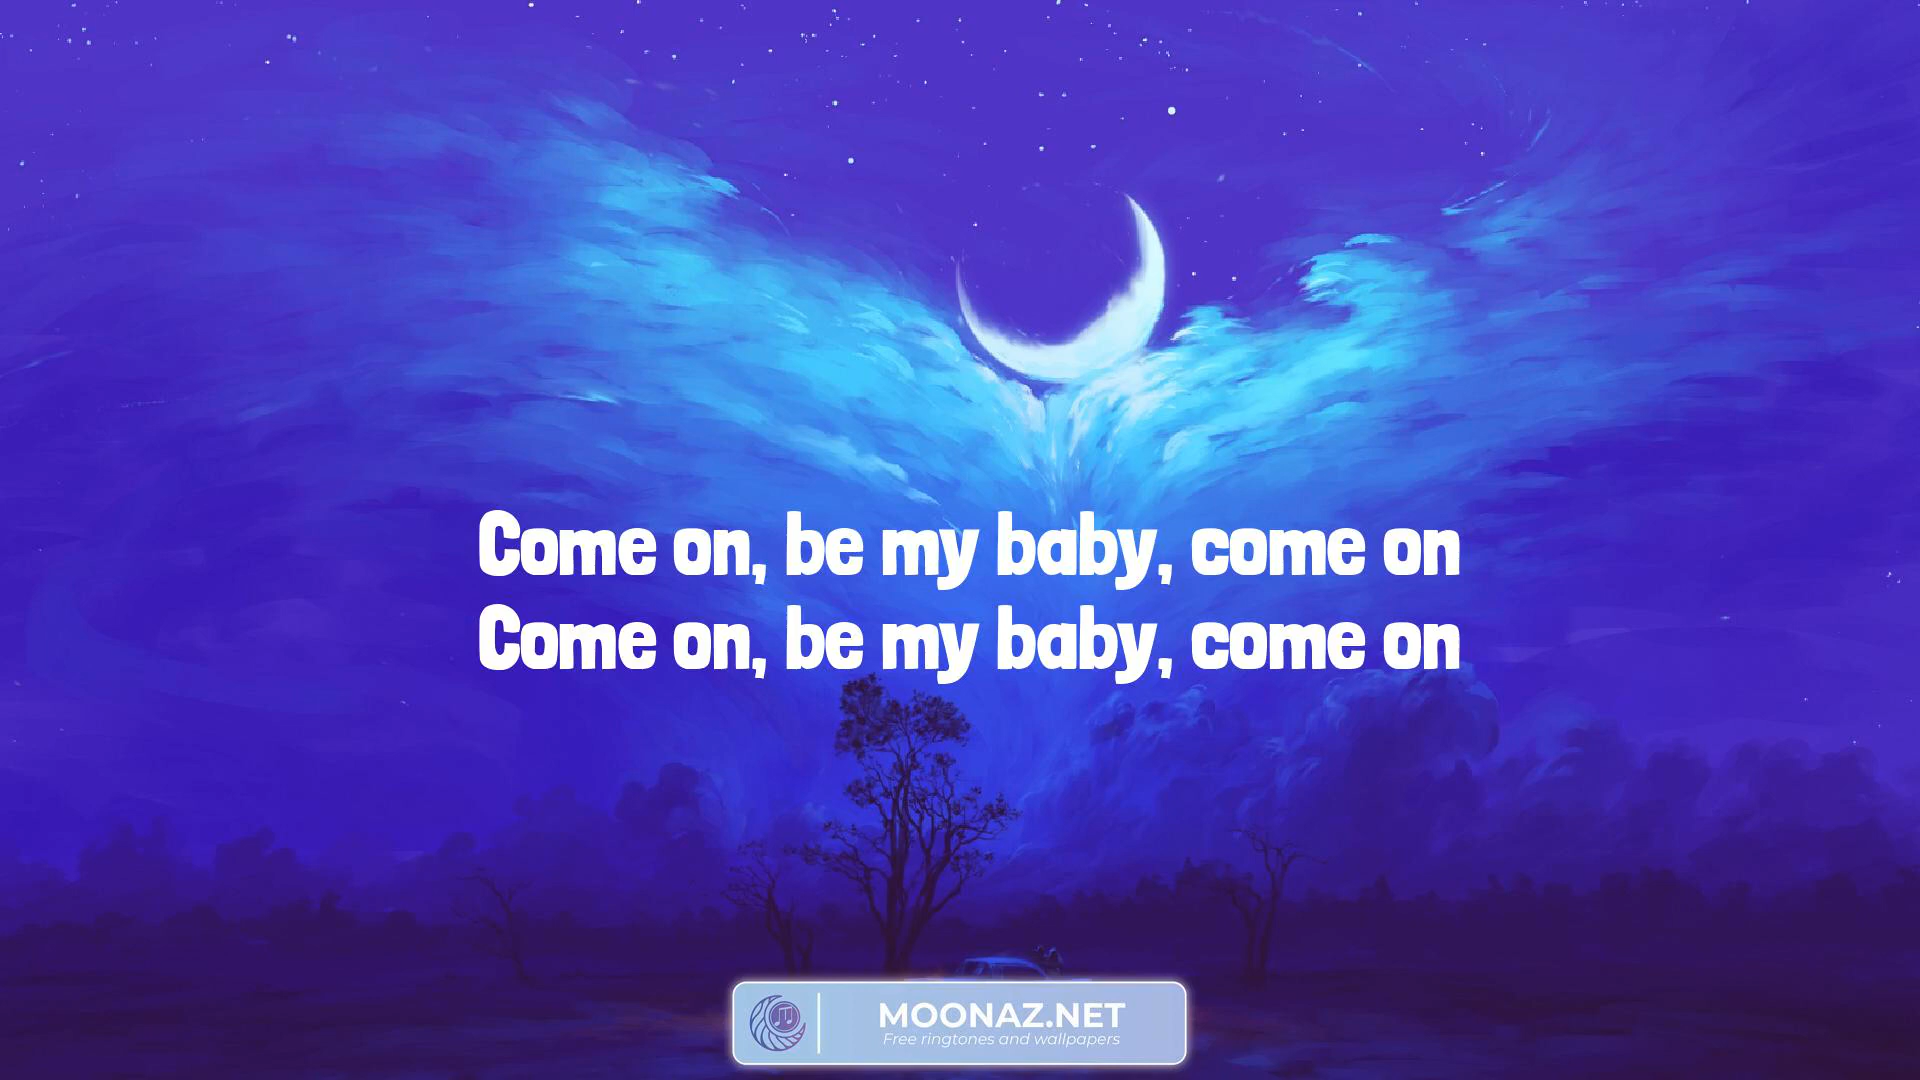 Come on, be my baby, come on
Come on, be my baby, come on
MOONAZ.NET
Free ringtones and wallpapers